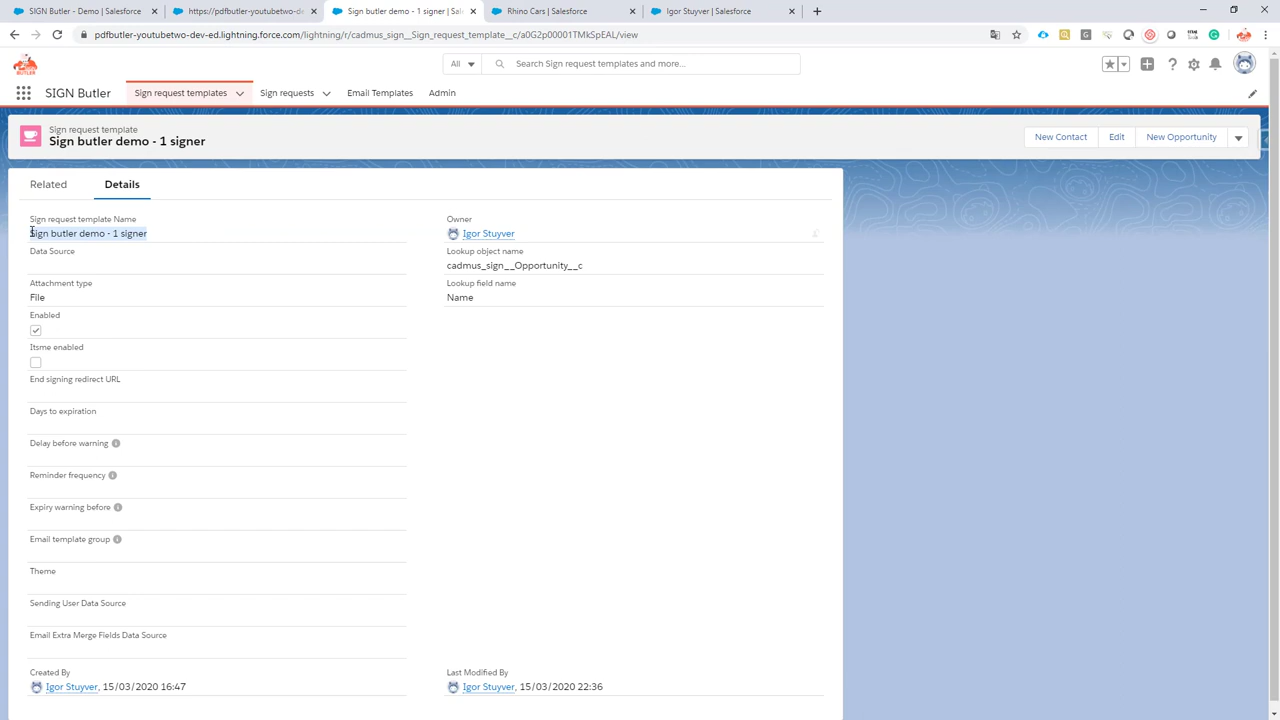 SIGN Butler - Demo | Salesforce
https://pdfbutler-youtubetwo-de
Sign butler demo - 1 signer | Sal
Rhino Cars | Salesforce
Igor Stuyver | Salesforce
pdfbutler-youtubetwo-dev-ed.lightning.force.com/lightning/r/cadmus_sign__Sign_request_template__c/a0G2p00001TMkSpEAL/view
All
Search Sign request templates and more...
SIGN Butler
Sign request templates
Sign requests
Email Templates
Admin
Sign request template
Sign butler demo - 1 signer
New Contact
Edit
New Opportunity
Related
Details
Sign request template Name
Sign butler demo - 1 signer
Owner
Igor Stuyver
Data Source
Lookup object name
cadmus_sign__Opportunity__c
Attachment type
File
Lookup field name
Name
Enabled
Itsme enabled
End signing redirect URL
Days to expiration
Delay before warning
Reminder frequency
Expiry warning before
Email template group
Theme
Sending User Data Source
Email Extra Merge Fields Data Source
Created By
Igor Stuyver, 15/03/2020 16:47
Last Modified By
Igor Stuyver, 15/03/2020 22:36